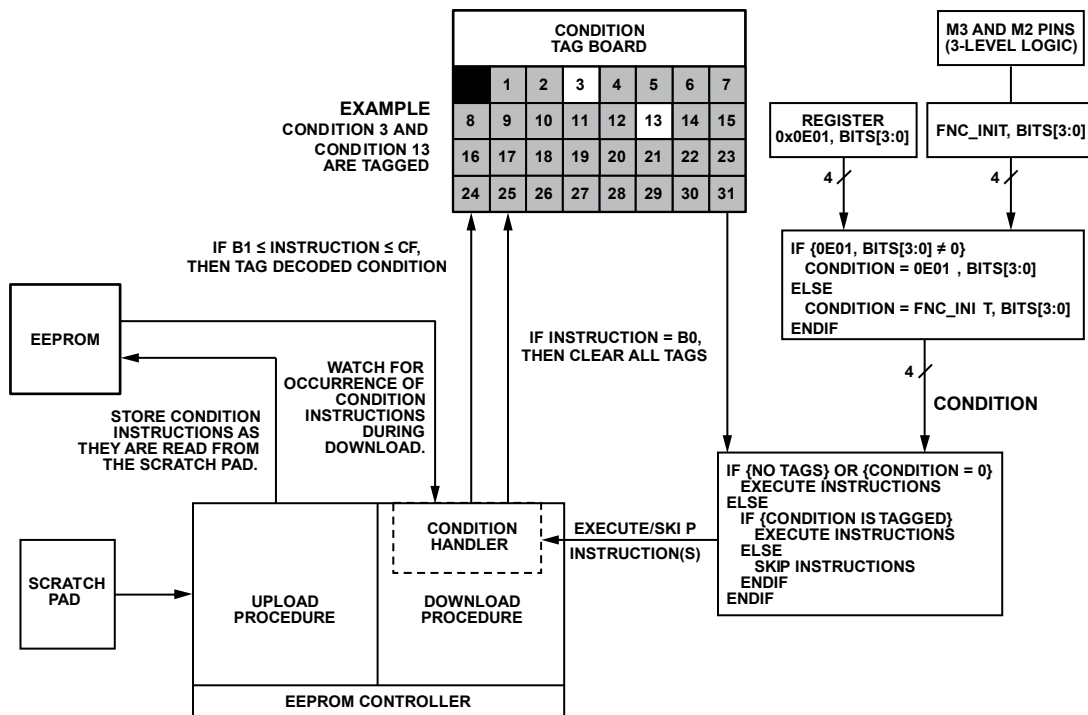 CONDITION
TAG BOARD
1 2 3 4 5 6 7
8 9 10 11 12 13 14 15
16 17 18 19 20 21 22 23
24 25 26 27 28 29 30 31
EXAMPLE
CONDITION 3 AND
CONDITION 13
ARE TAGGED
M3 AND M2 PINS
(3-LEVEL LOGIC)
REGISTER
0x0E01, BITS[3:0]
FNC_INIT, BITS[3:0]
4
4
IF {0E01, BITS[3:0] ≠ 0}
CONDITION = 0E01 , BITS[3:0]
ELSE
CONDITION = FNC_INI T, BITS[3:0]
ENDIF
4
CONDITION
IF B1 ≤ INSTRUCTION ≤ CF,
THEN TAG DECODED CONDITION
IF INSTRUCTION = B0,
THEN CLEAR ALL TAGS
EEPROM
WATCH FOR
OCCURRENCE OF
CONDITION
INSTRUCTIONS
DURING
DOWNLOAD.
STORE CONDITION
INSTRUCTIONS AS
THEY ARE READ FROM
THE SCRATCH PAD.
IF {NO TAGS} OR {CONDITION = 0}
EXECUTE INSTRUCTIONS
ELSE
IF {CONDITION IS TAGGED}
EXECUTE INSTRUCTIONS
ELSE
SKIP INSTRUCTIONS
ENDIF
ENDIF
EXECUTE/SKI P
INSTRUCTION(S)
CONDITION
HANDLER
SCRATCH
PAD
UPLOAD
PROCEDURE
DOWNLOAD
PROCEDURE
EEPROM CONTROLLER